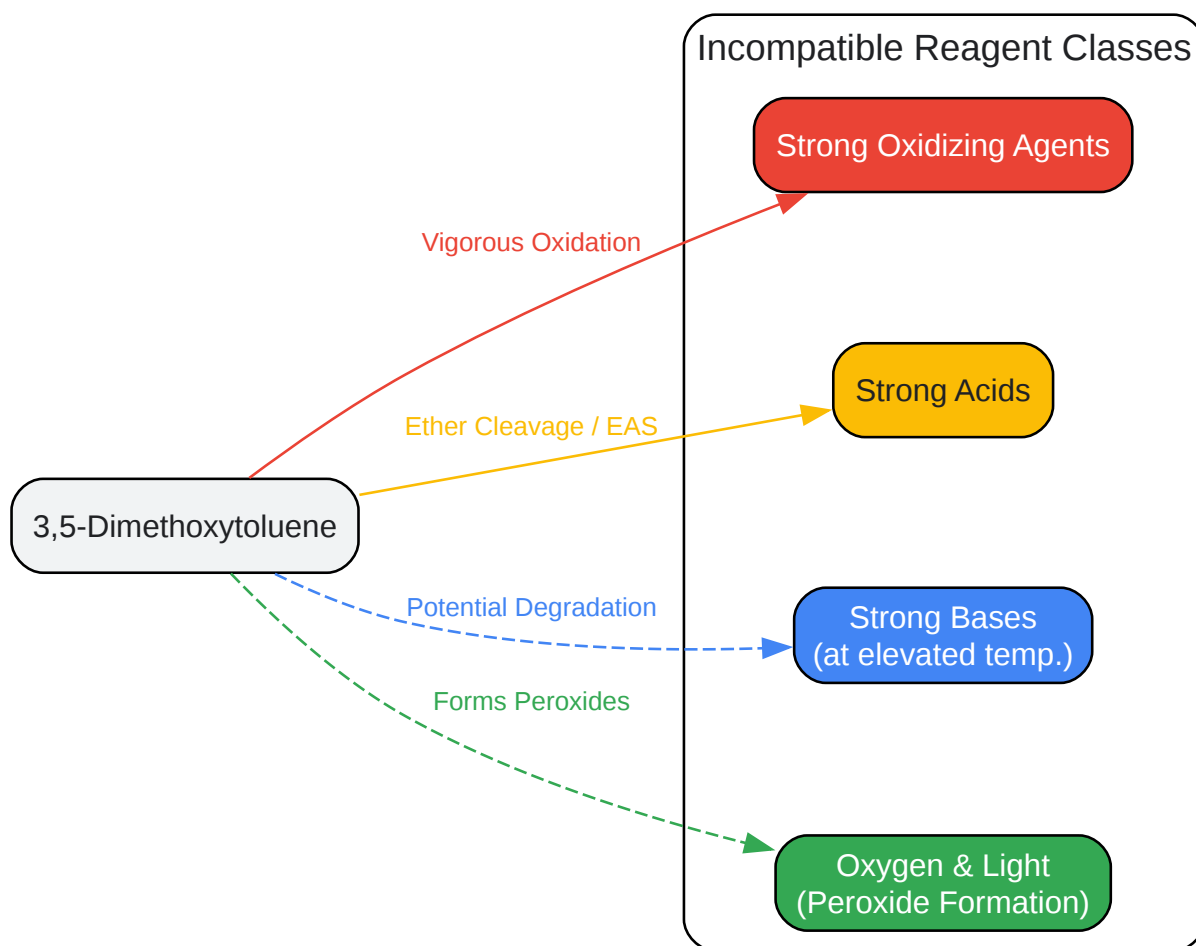 Incompatible Reagent Classes
Strong Oxidizing Agents
Vigorous Oxidation
Strong Acids
Ether Cleavage / EAS
3,5-Dimethoxytoluene
Potential Degradation
Strong Bases
(at elevated temp.)
Forms Peroxides
Oxygen & Light
(Peroxide Formation)